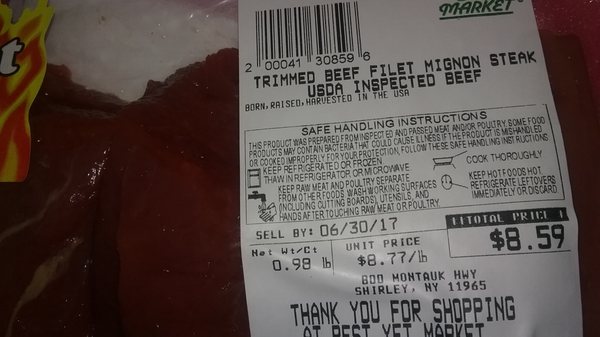 MARKET
t
2 00041 30859 6
TRIMMED BEEF FILET MIGNON STEAK
USDA INSPECTED BEEF
BORN, RAISED, HARVESTED IN THE USA
SAFE HANDLING INSTRUCTIONS
THIS PRODUCT WAS PREPARED FROM INSPECTED AND PASSED MEAT AND/OR POULTRY. SOME FOOD
PRODUCTS MAY CONTAIN BACTERIA THAT COULD CAUSE ILLNESS IF THE PRODUCT IS MISHANDLED
OR COOKED IMPROPERLY. FOR YOUR PROTECTION, FOLLOW THESE SAFE HANDLING INSTRUCTIONS
KEEP REFRIGERATED OR FROZEN.
THAW IN REFRIGERATOR OR MICROWAVE.
KEEP RAW MEAT AND POULTRY SEPARATE
FROM OTHER FOODS. WASH WORKING SURFACES
(INCLUDING CUTTING BOARDS), UTENSILS, AND
HANDS AFTER TOUCHING RAW MEAT OR POULTRY.
COOK THOROUGHLY
KEEP HOT FOODS HOT.
REFRIGERATE LEFTOVERS
IMMEDIATELY OR DISCARD
SELL BY: 06/30/17
TOTAL PRICE
$8.59
Net Wt/Ct
0.98 lb
UNIT PRICE
$8.77/lb
800 MONTAUK HWY
SHIRLEY, NY 11965
THANK YOU FOR SHOPPING
AT BEST YET MARKET